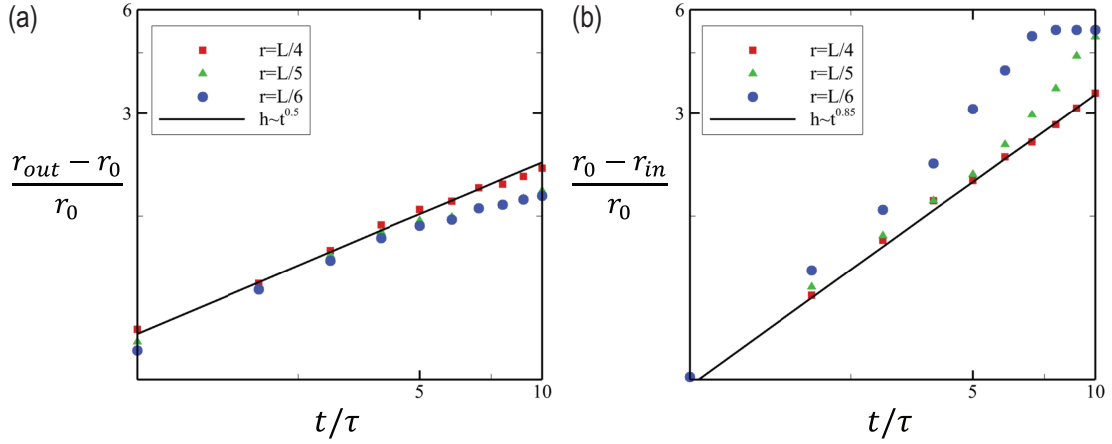 (a)
6
r=L/4
r=L/5
r=L/6
h~t^0.5
3
r_out − r_0
r_0
5
10
t/τ
(b)
6
r=L/4
r=L/5
r=L/6
h~t^0.85
3
r_0 − r_in
r_0
5
10
t/τ